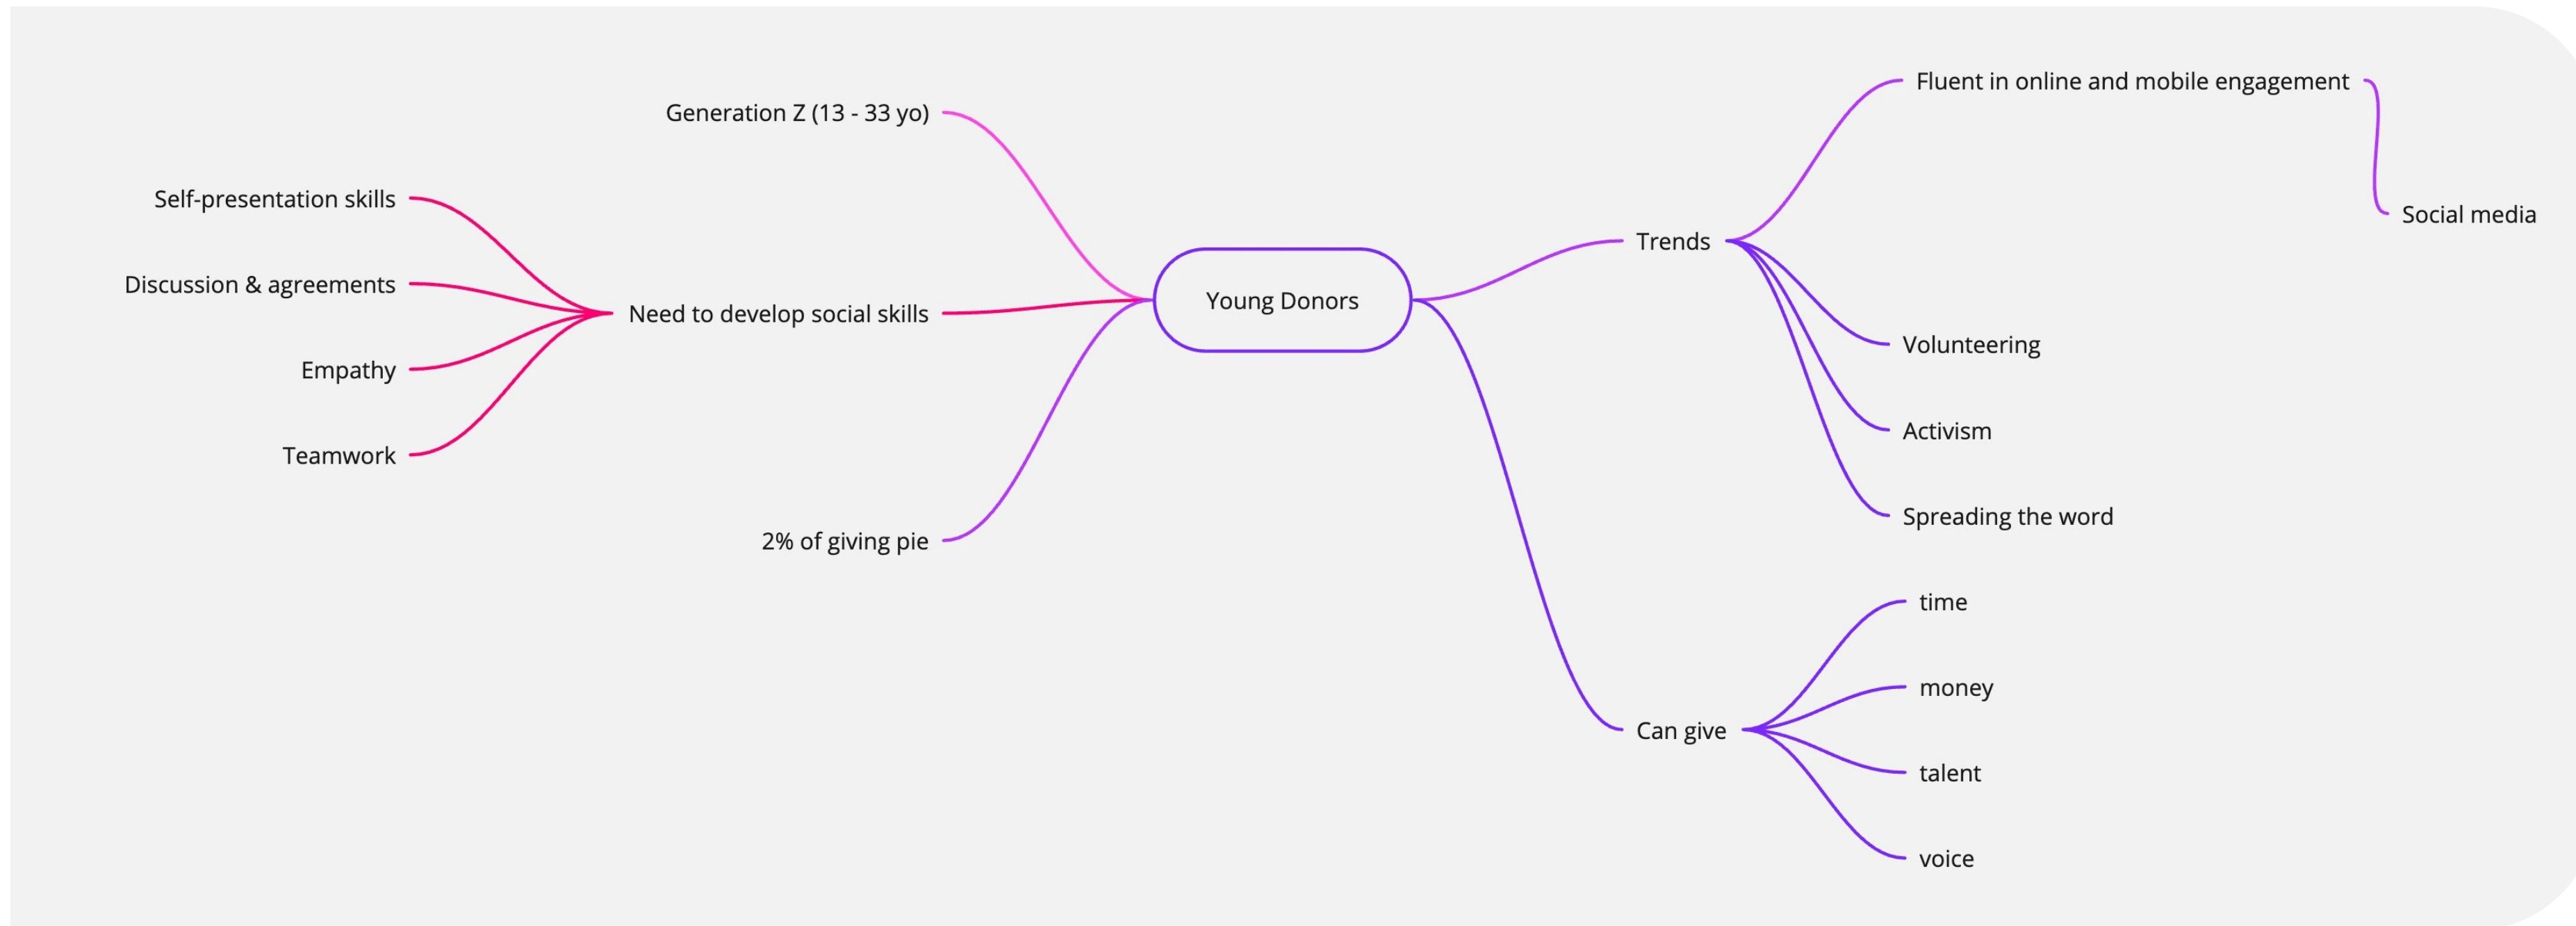 Generation Z (13 - 33 yo)
Self-presentation skills
Discussion & agreements
Empathy
Teamwork
Need to develop social skills
2% of giving pie
Young Donors
Trends
Fluent in online and mobile engagement
Social media
Volunteering
Activism
Spreading the word
Can give
time
money
talent
voice